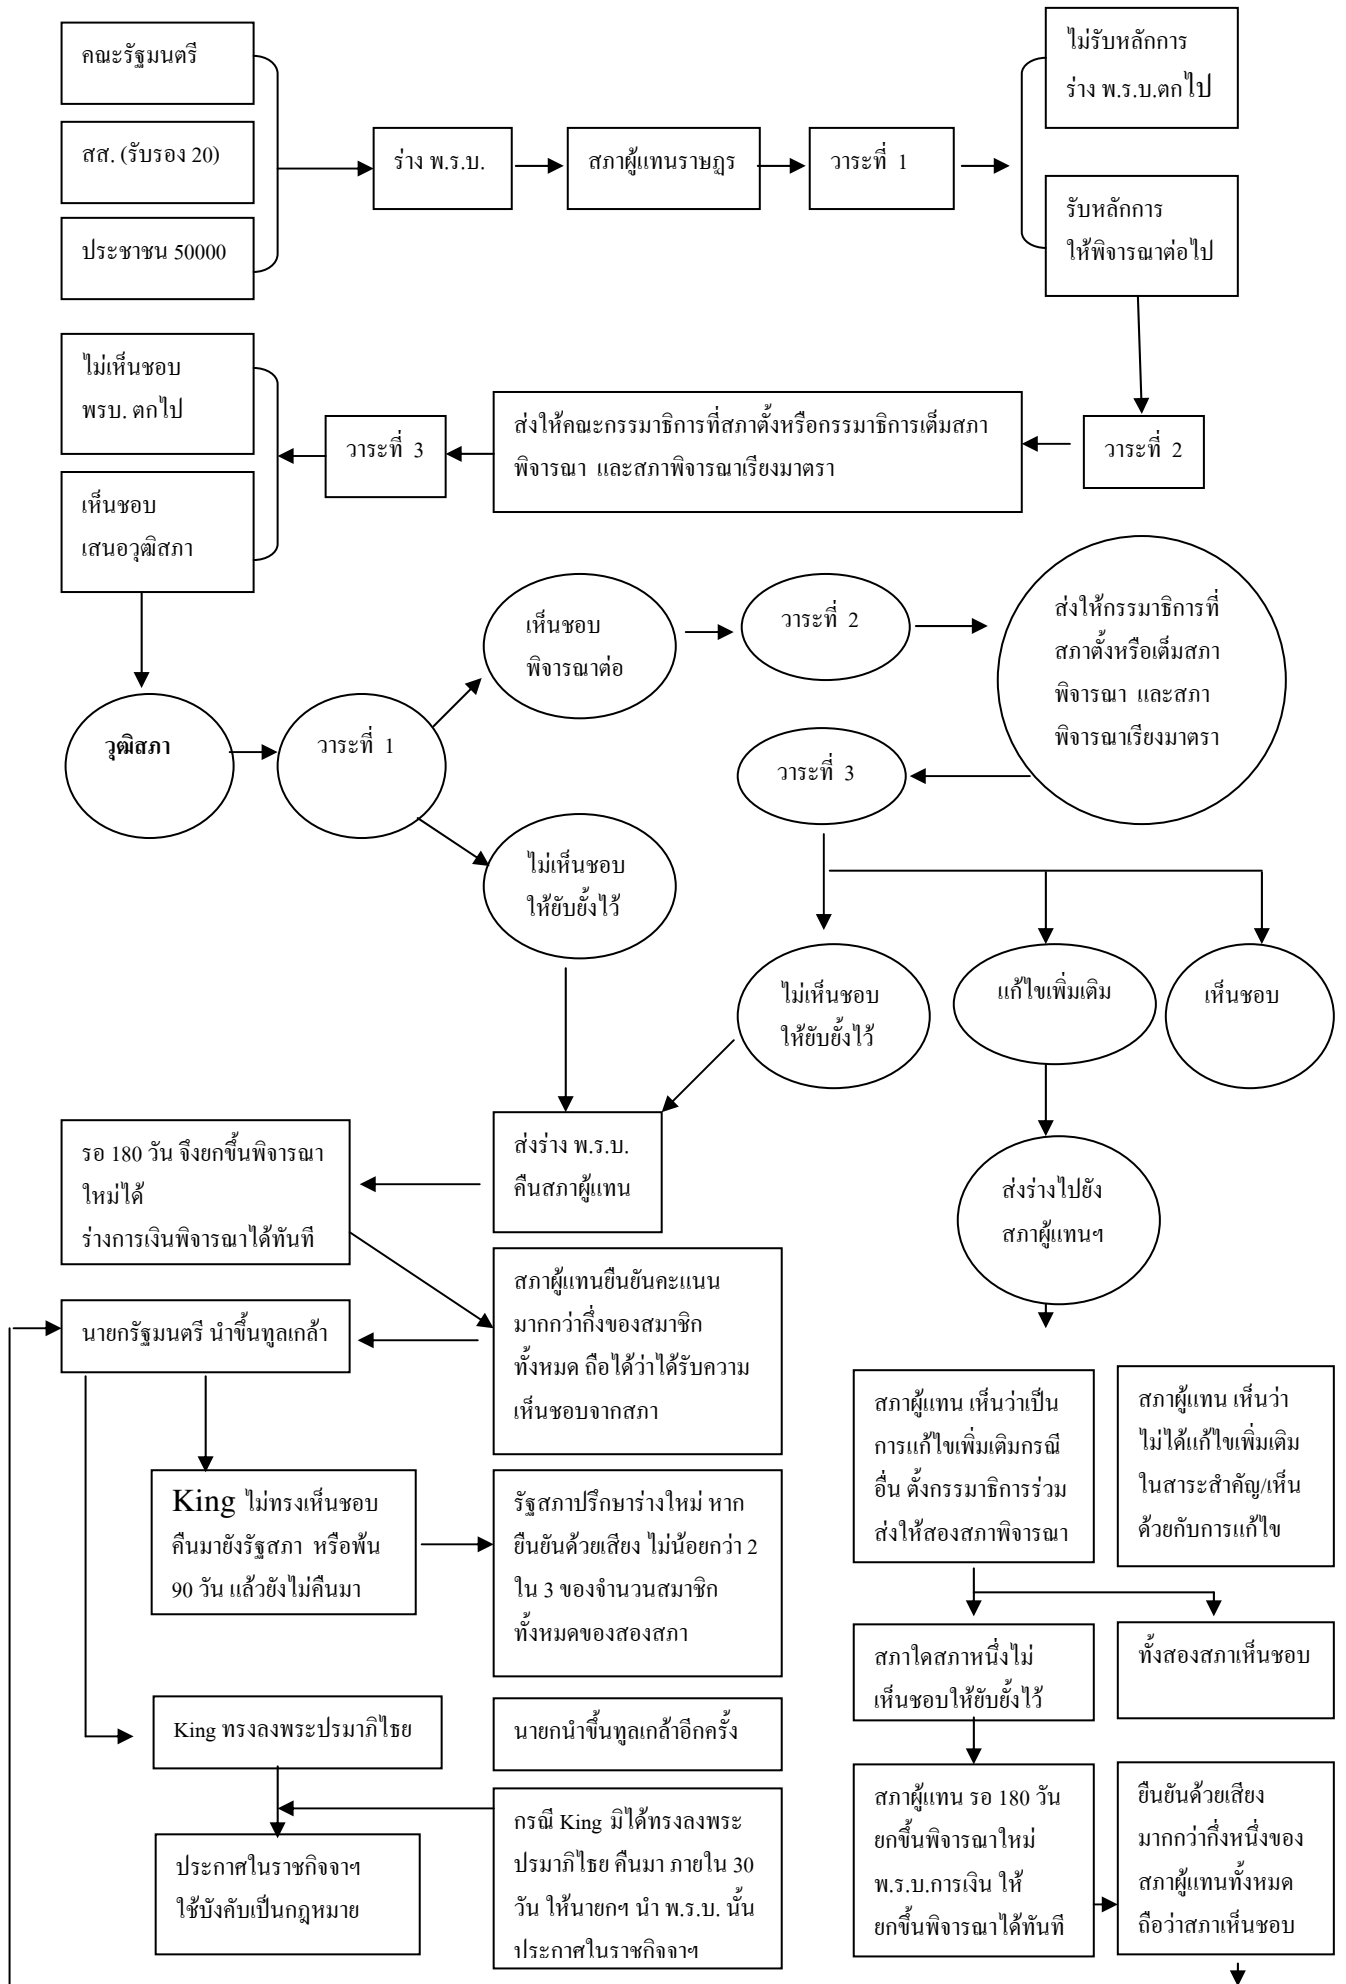 คณะรัฐมนตรี
สส. (รับรอง 20)
ประชาชน 50000
ร่าง พ.ร.บ.
สภาผู้แทนราษฎร
วาระที่ 1
ไม่รับหลักการ
ร่าง พ.ร.บ.ตกไป
รับหลักการ
ให้พิจารณาต่อไป
วาระที่ 2
ส่งให้คณะกรรมาธิการที่สภาตั้งหรือกรรมาธิการเต็มสภา
พิจารณา และสภาพิจารณาเรียงมาตรา
วาระที่ 3
ไม่เห็นชอบ
พรบ. ตกไป
เห็นชอบ
เสนอวุฒิสภา
วุฒิสภา
วาระที่ 1
เห็นชอบ
พิจารณาต่อ
วาระที่ 2
ส่งให้กรรมาธิการที่
สภาตั้งหรือเต็มสภา
พิจารณา และสภา
พิจารณาเรียงมาตรา
วาระที่ 3
ไม่เห็นชอบ
ให้ยับยั้งไว้
ไม่เห็นชอบ
ให้ยับยั้งไว้
แก้ไขเพิ่มเติม
เห็นชอบ
ส่งร่าง พ.ร.บ.
คืนสภาผู้แทน
ส่งร่างไปยัง
สภาผู้แทนฯ
รอ 180 วัน จึงยกขึ้นพิจารณา
ใหม่ได้
ร่างการเงินพิจารณาได้ทันที
สภาผู้แทนยืนยันคะแนน
มากกว่ากึ่งของสมาชิก
ทั้งหมด ถือได้ว่าได้รับความ
เห็นชอบจากสภา
นายกรัฐมนตรี นำขึ้นทูลเกล้า
King ไม่ทรงเห็นชอบ
คืนมายังรัฐสภา หรือพ้น
90 วัน แล้วยังไม่คืนมา
รัฐสภาปรึกษาร่างใหม่ หาก
ยืนยันด้วยเสียง ไม่น้อยกว่า 2
ใน 3 ของจำนวนสมาชิก
ทั้งหมดของสองสภา
สภาผู้แทน เห็นว่าเป็น
การแก้ไขเพิ่มเติมกรณี
อื่น ตั้งกรรมาธิการร่วม
ส่งให้สองสภาพิจารณา
สภาผู้แทน เห็นว่า
ไม่ได้แก้ไขเพิ่มเติม
ในสาระสำคัญ/เห็น
ด้วยกับการแก้ไข
สภาใดสภาหนึ่งไม่
เห็นชอบให้ยับยั้งไว้
ทั้งสองสภาเห็นชอบ
King ทรงลงพระปรมาภิไธย
นายกนำขึ้นทูลเกล้าอีกครั้ง
ประกาศในราชกิจจาฯ
ใช้บังคับเป็นกฎหมาย
กรณี King มิได้ทรงลงพระ
ปรมาภิไธย คืนมา ภายใน 30
วัน ให้นายกฯ นำ พ.ร.บ. นั้น
ประกาศในราชกิจจาฯ
สภาผู้แทน รอ 180 วัน
ยกขึ้นพิจารณาใหม่
พ.ร.บ.การเงิน ให้
ยกขึ้นพิจารณาได้ทันที
ยืนยันด้วยเสียง
มากกว่ากึ่งหนึ่งของ
สภาผู้แทนทั้งหมด
ถือว่าสภาเห็นชอบ